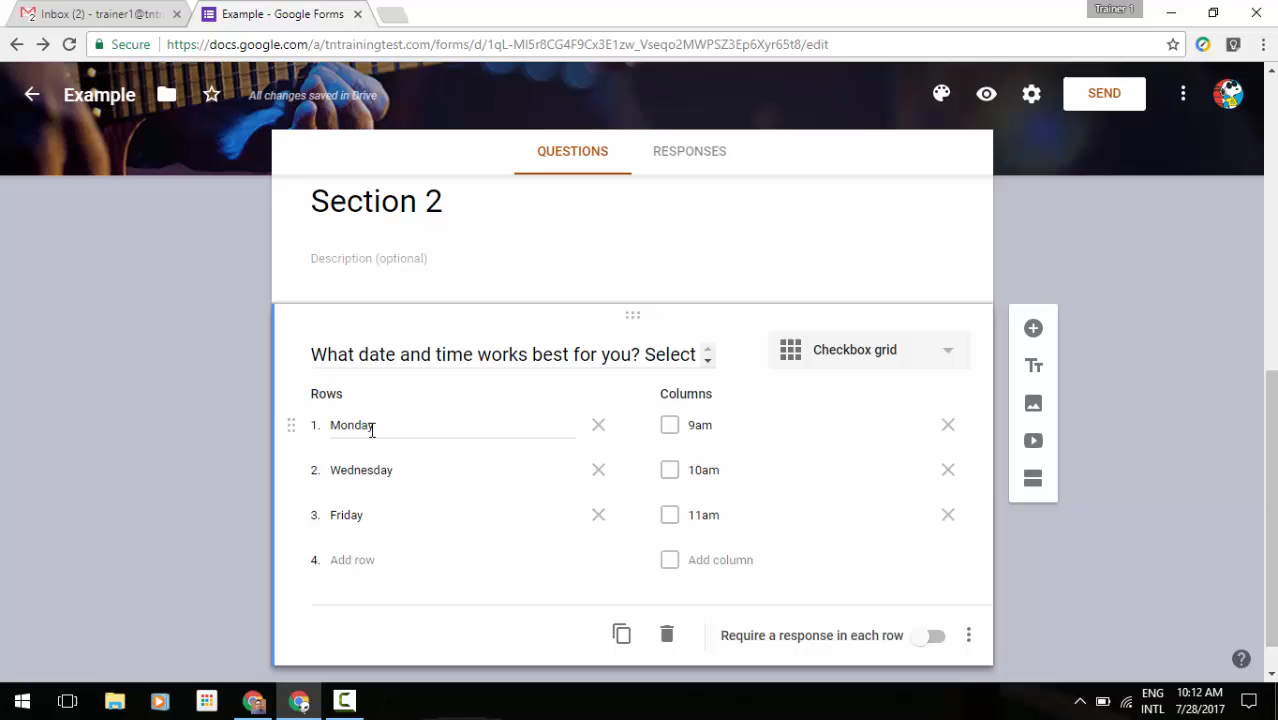 Inbox (2) - trainer1@tnt
Example - Google Forms
Trainer 1
Secure
https://docs.google.com/a/tntrainingtest.com/forms/d/1qL-MI5r8CG4F9Cx3E1zw_Vseqo2MWPSZ3Ep6Xyr65t8/edit
Example
All changes saved in Drive
SEND
QUESTIONS
RESPONSES
Section 2
Description (optional)
What date and time works best for you? Select
Checkbox grid
Rows
Columns
1. Monday
9am
2. Wednesday
10am
3. Friday
11am
4. Add row
Add column
Require a response in each row
ENG
INTL
10:12 AM
7/28/2017